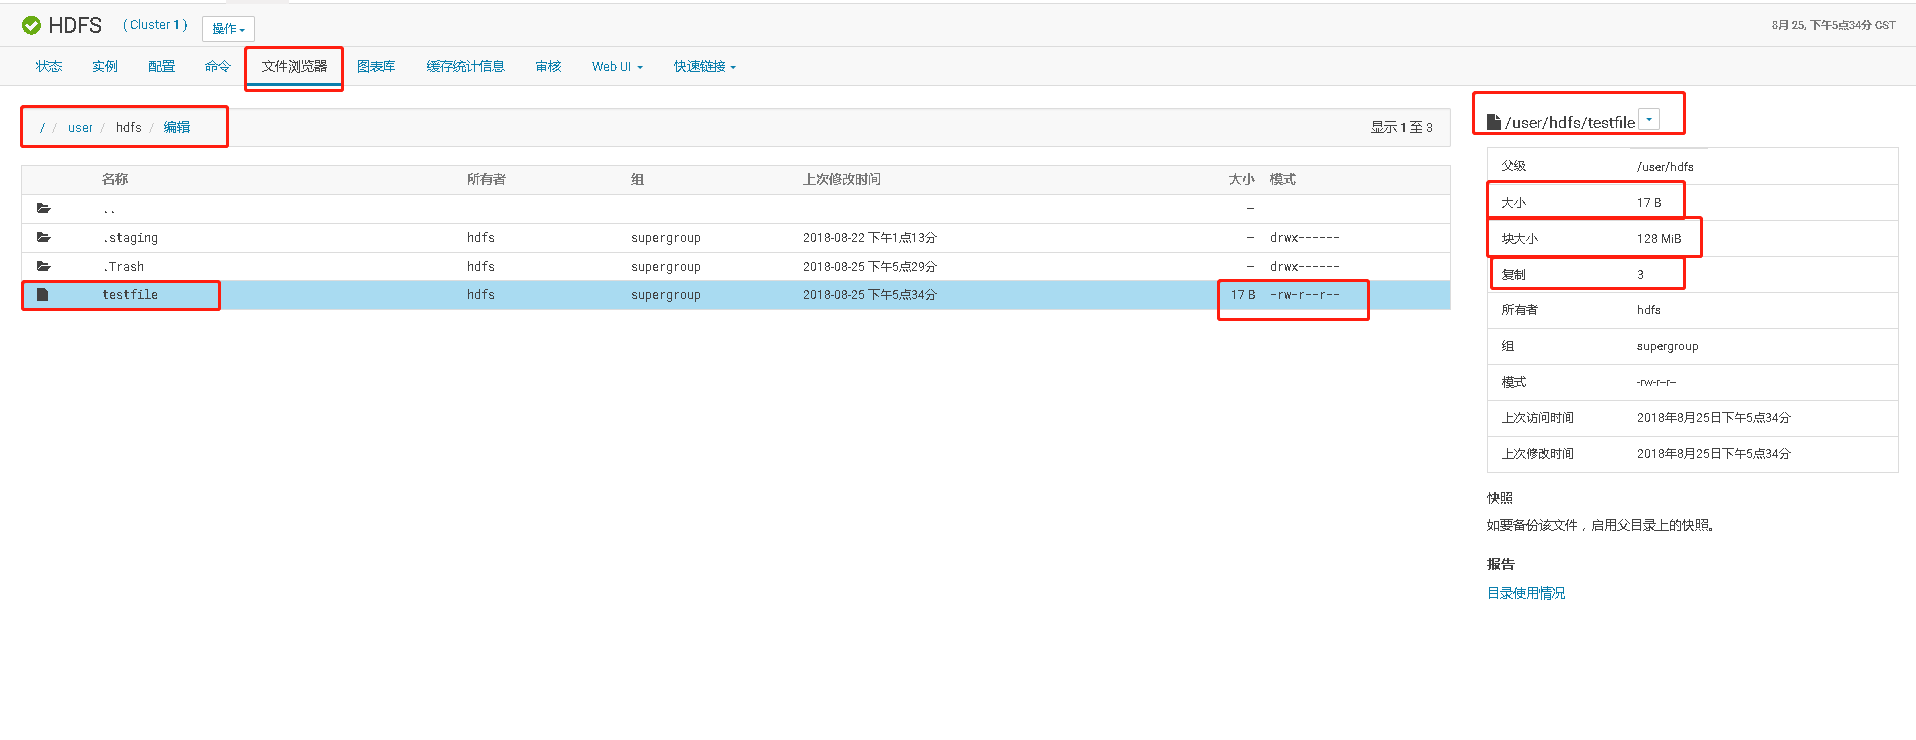 HDFS (Cluster 1) 操作 8月 25, 下午5点34分 CST
状态 实例 配置 命令 文件浏览器 图表库 缓存统计信息 审核 Web UI 快速链接
/ / user / hdfs / 编辑 显示 1 至 3
名称 所有者 组 上次修改时间 大小 模式
.. –
.staging hdfs supergroup 2018-08-22 下午1点13分 – drwx------
.Trash hdfs supergroup 2018-08-25 下午5点29分 – drwx------
testfile hdfs supergroup 2018-08-25 下午5点34分 17 B -rw-r--r--
/user/hdfs/testfile
父级 /user/hdfs
大小 17 B
块大小 128 MiB
复制 3
所有者 hdfs
组 supergroup
模式 -rw-r--r--
上次访问时间 2018年8月25日下午5点34分
上次修改时间 2018年8月25日下午5点34分
快照
如要备份该文件，启用父目录上的快照。
报告
目录使用情况